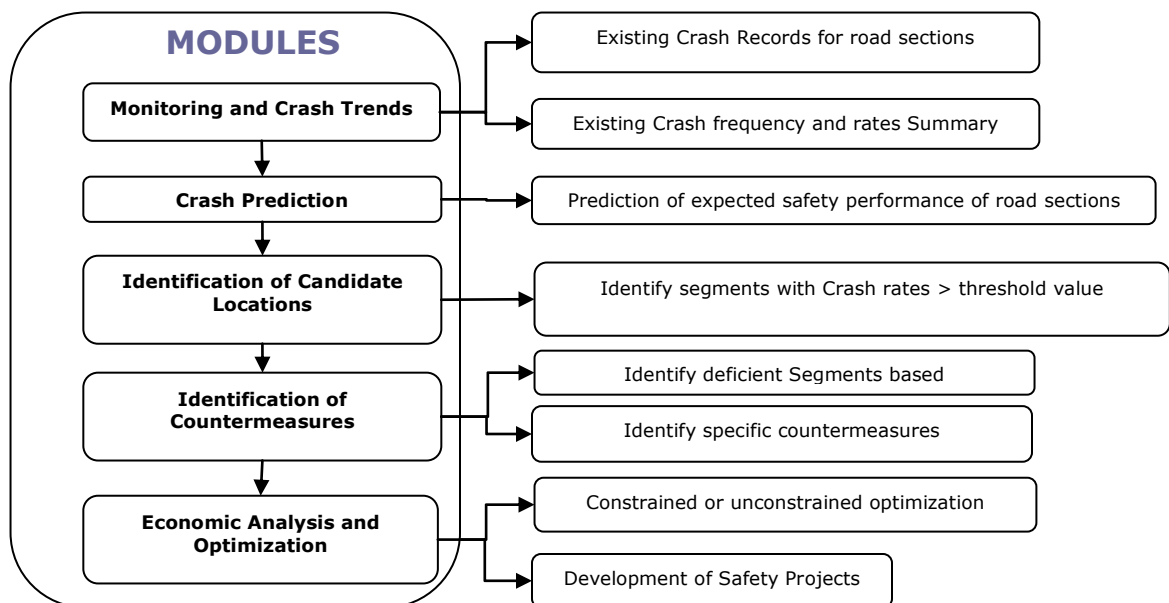 MODULES
Monitoring and Crash Trends
Existing Crash Records for road sections
Existing Crash frequency and rates Summary
Crash Prediction
Prediction of expected safety performance of road sections
Identification of Candidate
Locations
Identify segments with Crash rates > threshold value
Identification of
Countermeasures
Identify deficient Segments based
Identify specific countermeasures
Economic Analysis and
Optimization
Constrained or unconstrained optimization
Development of Safety Projects